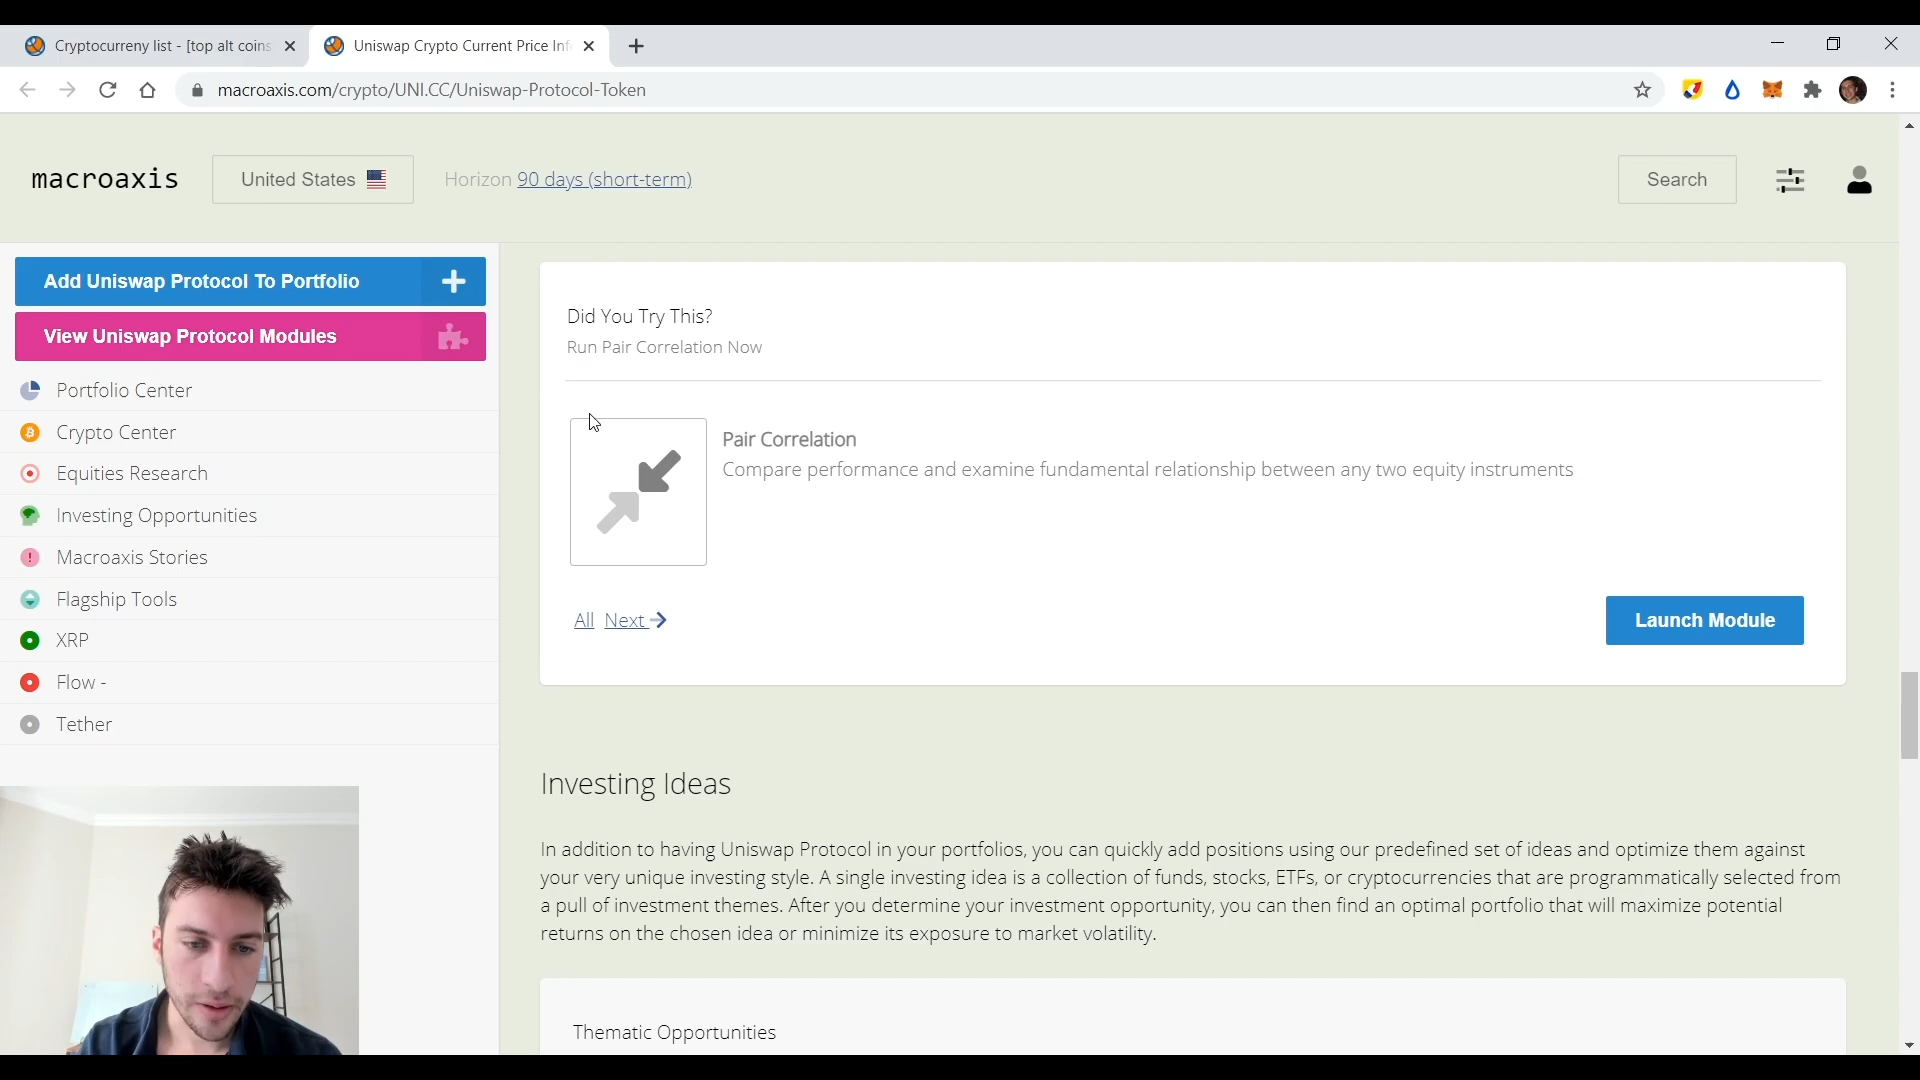 Cryptocurreny list - [top alt coins
Uniswap Crypto Current Price Inf
macroaxis.com/crypto/UNI.CC/Uniswap-Protocol-Token
macroaxis
United States
Horizon 90 days (short-term)
Search
Add Uniswap Protocol To Portfolio
View Uniswap Protocol Modules
Portfolio Center
Crypto Center
Equities Research
Investing Opportunities
Macroaxis Stories
Flagship Tools
XRP
Flow -
Tether
Did You Try This?
Run Pair Correlation Now
Pair Correlation
Compare performance and examine fundamental relationship between any two equity instruments
All Next
Launch Module
Investing Ideas
In addition to having Uniswap Protocol in your portfolios, you can quickly add positions using our predefined set of ideas and optimize them against
your very unique investing style. A single investing idea is a collection of funds, stocks, ETFs, or cryptocurrencies that are programmatically selected from
a pull of investment themes. After you determine your investment opportunity, you can then find an optimal portfolio that will maximize potential
returns on the chosen idea or minimize its exposure to market volatility.
Thematic Opportunities